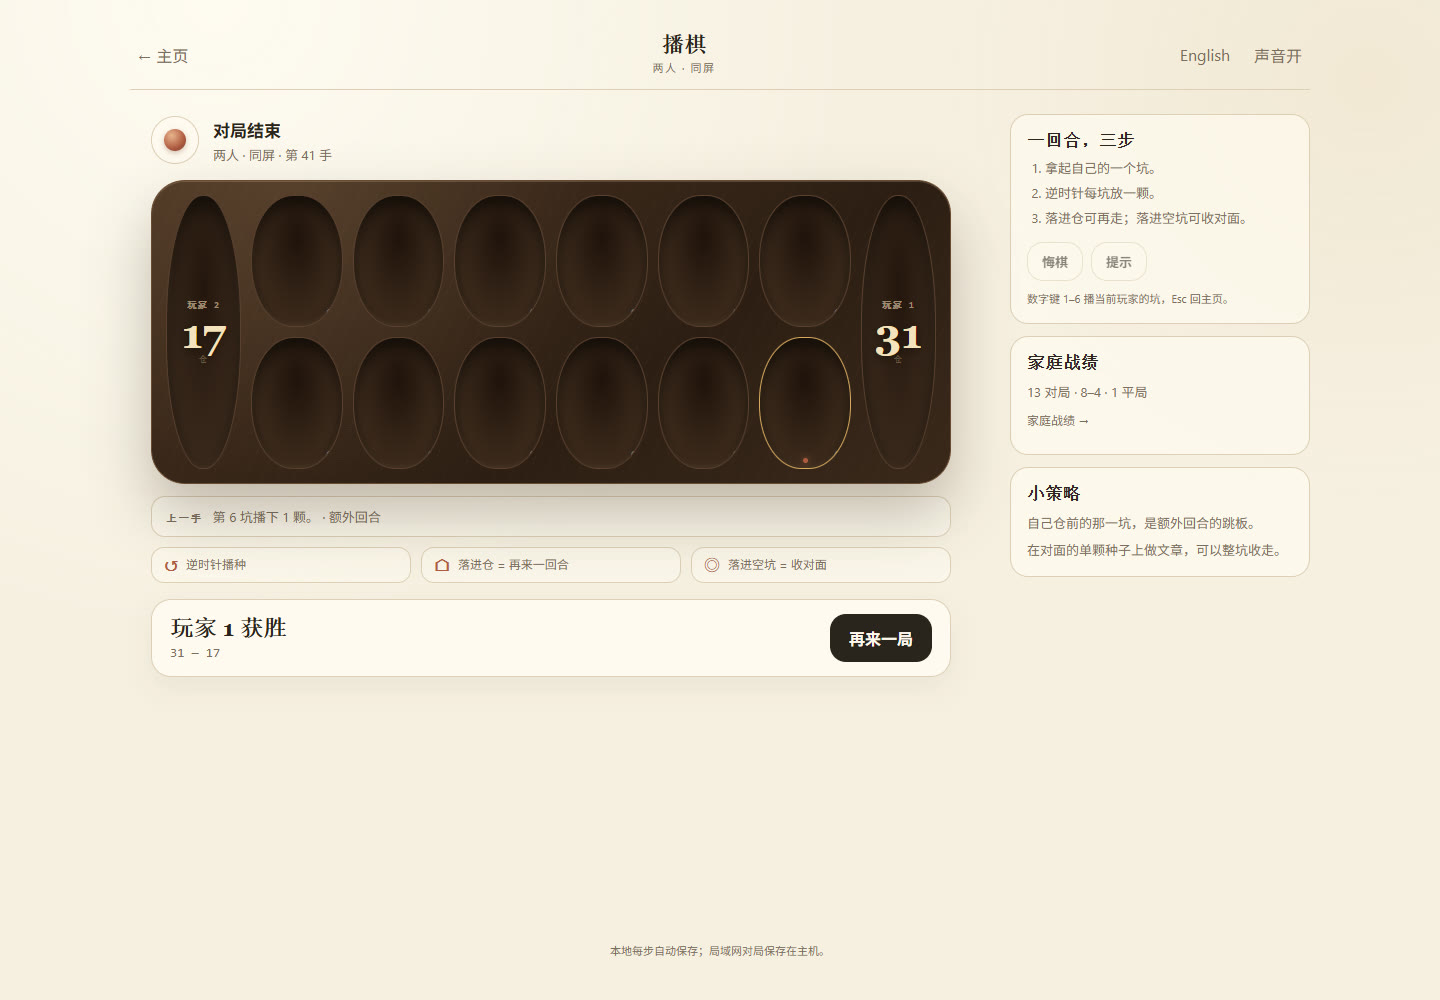 ← 主页
播棋
两人 · 同屏
English 声音开
对局结束
两人 · 同屏 · 第 41 手
玩家 2
17
仓
玩家 1
31
仓
上一手 第 6 坑播下 1 颗。 · 额外回合
逆时针播种
落进仓 = 再来一回合
落进空坑 = 收对面
玩家 1 获胜
31 – 17
再来一局
一回合，三步
1. 拿起自己的一个坑。
2. 逆时针每坑放一颗。
3. 落进仓可再走；落进空坑可收对面。
悔棋 提示
数字键 1–6 播当前玩家的坑，Esc 回主页。
家庭战绩
13 对局 · 8–4 · 1 平局
家庭战绩 →
小策略
自己仓前的那一坑，是额外回合的跳板。
在对面的单颗种子上做文章，可以整坑收走。
本地每步自动保存；局域网对局保存在主机。